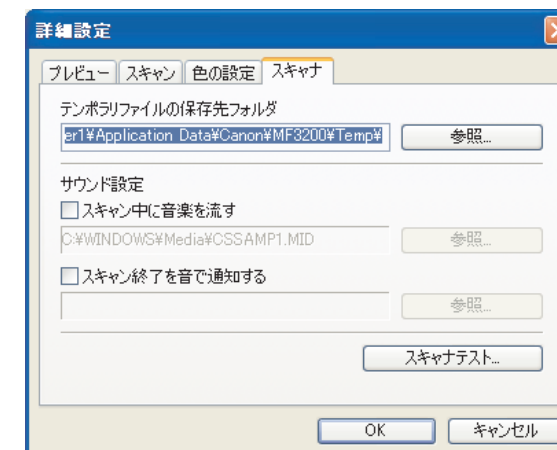 詳細設定
プレビュー スキャン 色の設定 スキャナ
テンポラリファイルの保存先フォルダ
er1¥Application Data¥Canon¥MF3200¥Temp¥ 参照...
サウンド設定
スキャン中に音楽を流す
C:¥WINDOWS¥Media¥CSSAMP1.MID 参照...
スキャン終了を音で通知する
参照...
スキャナテスト...
OK キャンセル